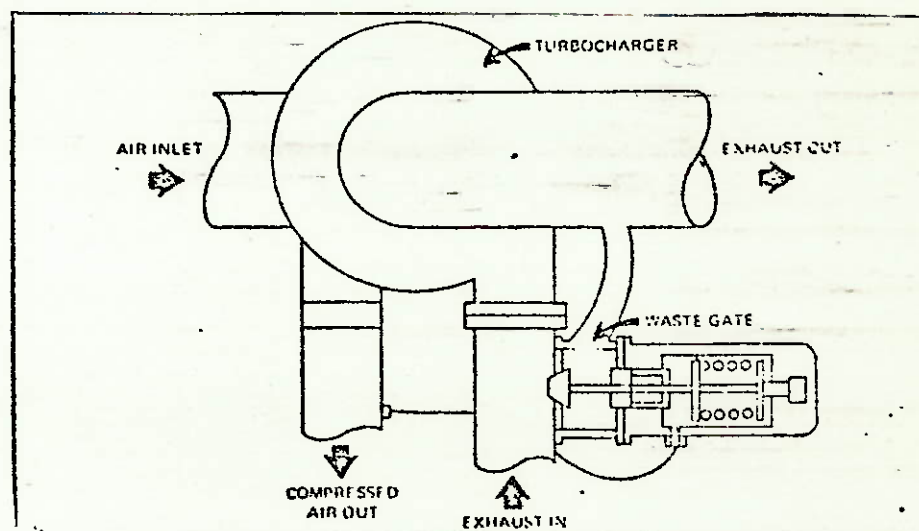 TURBOCHARGER
AIR INLET
EXHAUST OUT
WASTE GATE
COMPRESSED
AIR OUT
EXHAUST IN